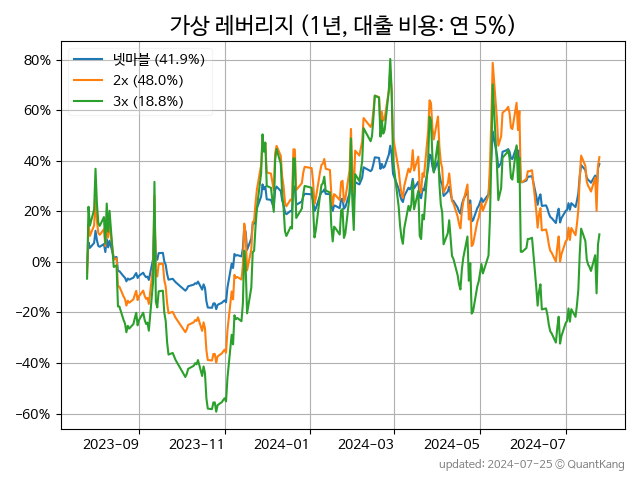 가상 레버리지 (1년, 대출 비용: 연 5%)
80%
60%
40%
20%
0%
−20%
−40%
−60%
넷마블 (41.9%)
2x (48.0%)
3x (18.8%)
2023-09
2023-11
2024-01
2024-03
2024-05
2024-07
updated: 2024-07-25 © QuantKang